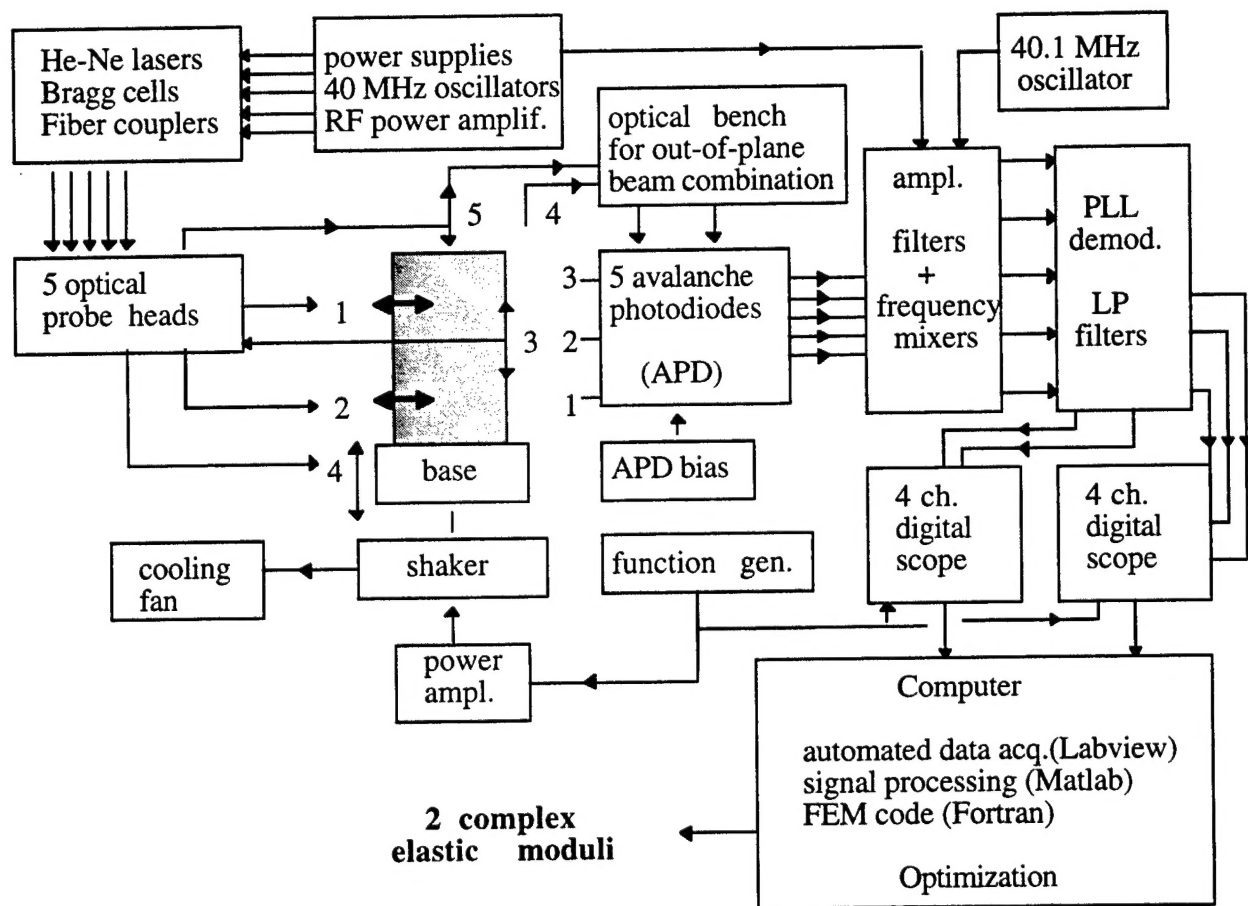 He-Ne lasers
Bragg cells
Fiber couplers
power supplies
40 MHz oscillators
RF power amplif.
40.1 MHz
oscillator
optical bench
for out-of-plane
beam combination
5
4
ampl.
filters
+
frequency
mixers
PLL
demod.
LP
filters
5 optical
probe heads
1
2
4
3
3
2
1
5 avalanche
photodiodes
(APD)
base
APD bias
4 ch.
digital
scope
4 ch.
digital
scope
cooling
fan
shaker
function gen.
power
ampl.
Computer
automated data acq.(Labview)
signal processing (Matlab)
FEM code (Fortran)
Optimization
2 complex
elastic moduli